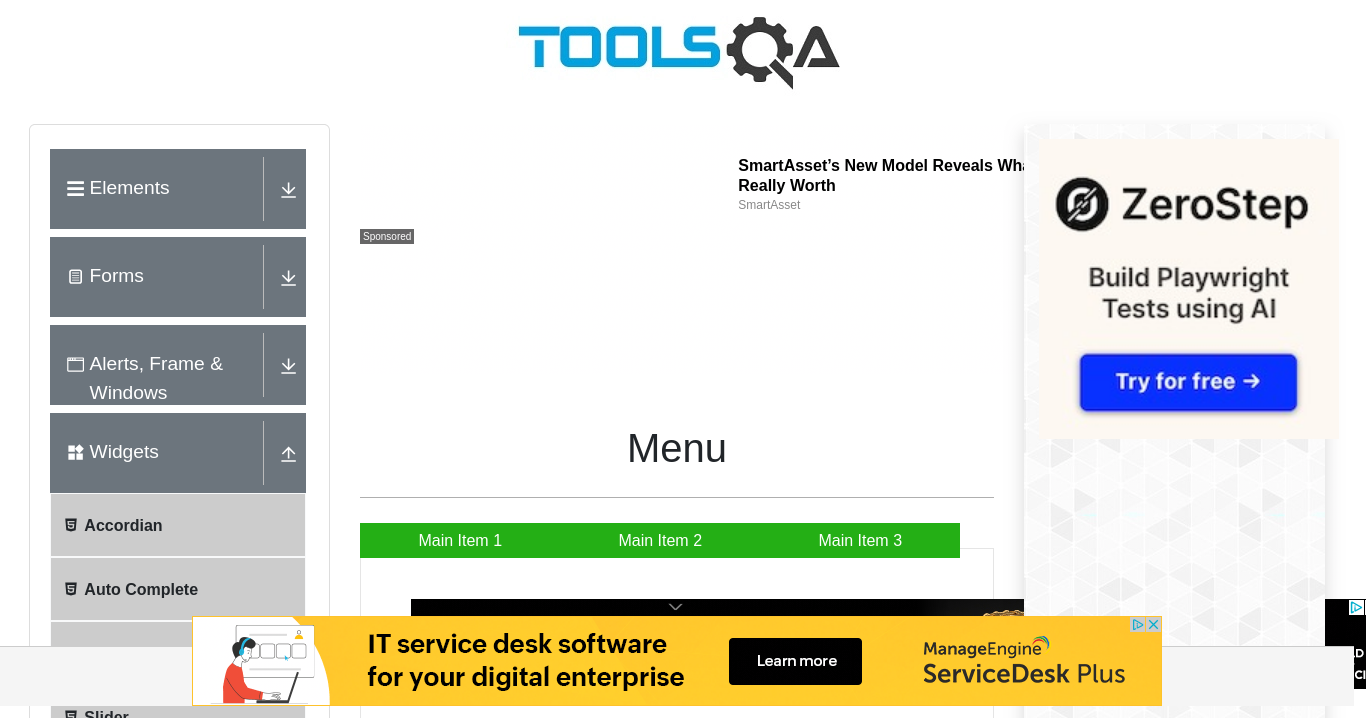 TOOLSQA
Elements
Forms
Alerts, Frame &
Windows
Widgets
Accordian
Auto Complete
Slider
SmartAsset’s New Model Reveals Wha
Really Worth
SmartAsset
Sponsored
Menu
Main Item 1
Main Item 2
Main Item 3
ZeroStep
Build Playwright
Tests using AI
Try for free →
IT service desk software
for your digital enterprise
Learn more
ManageEngine
ServiceDesk Plus